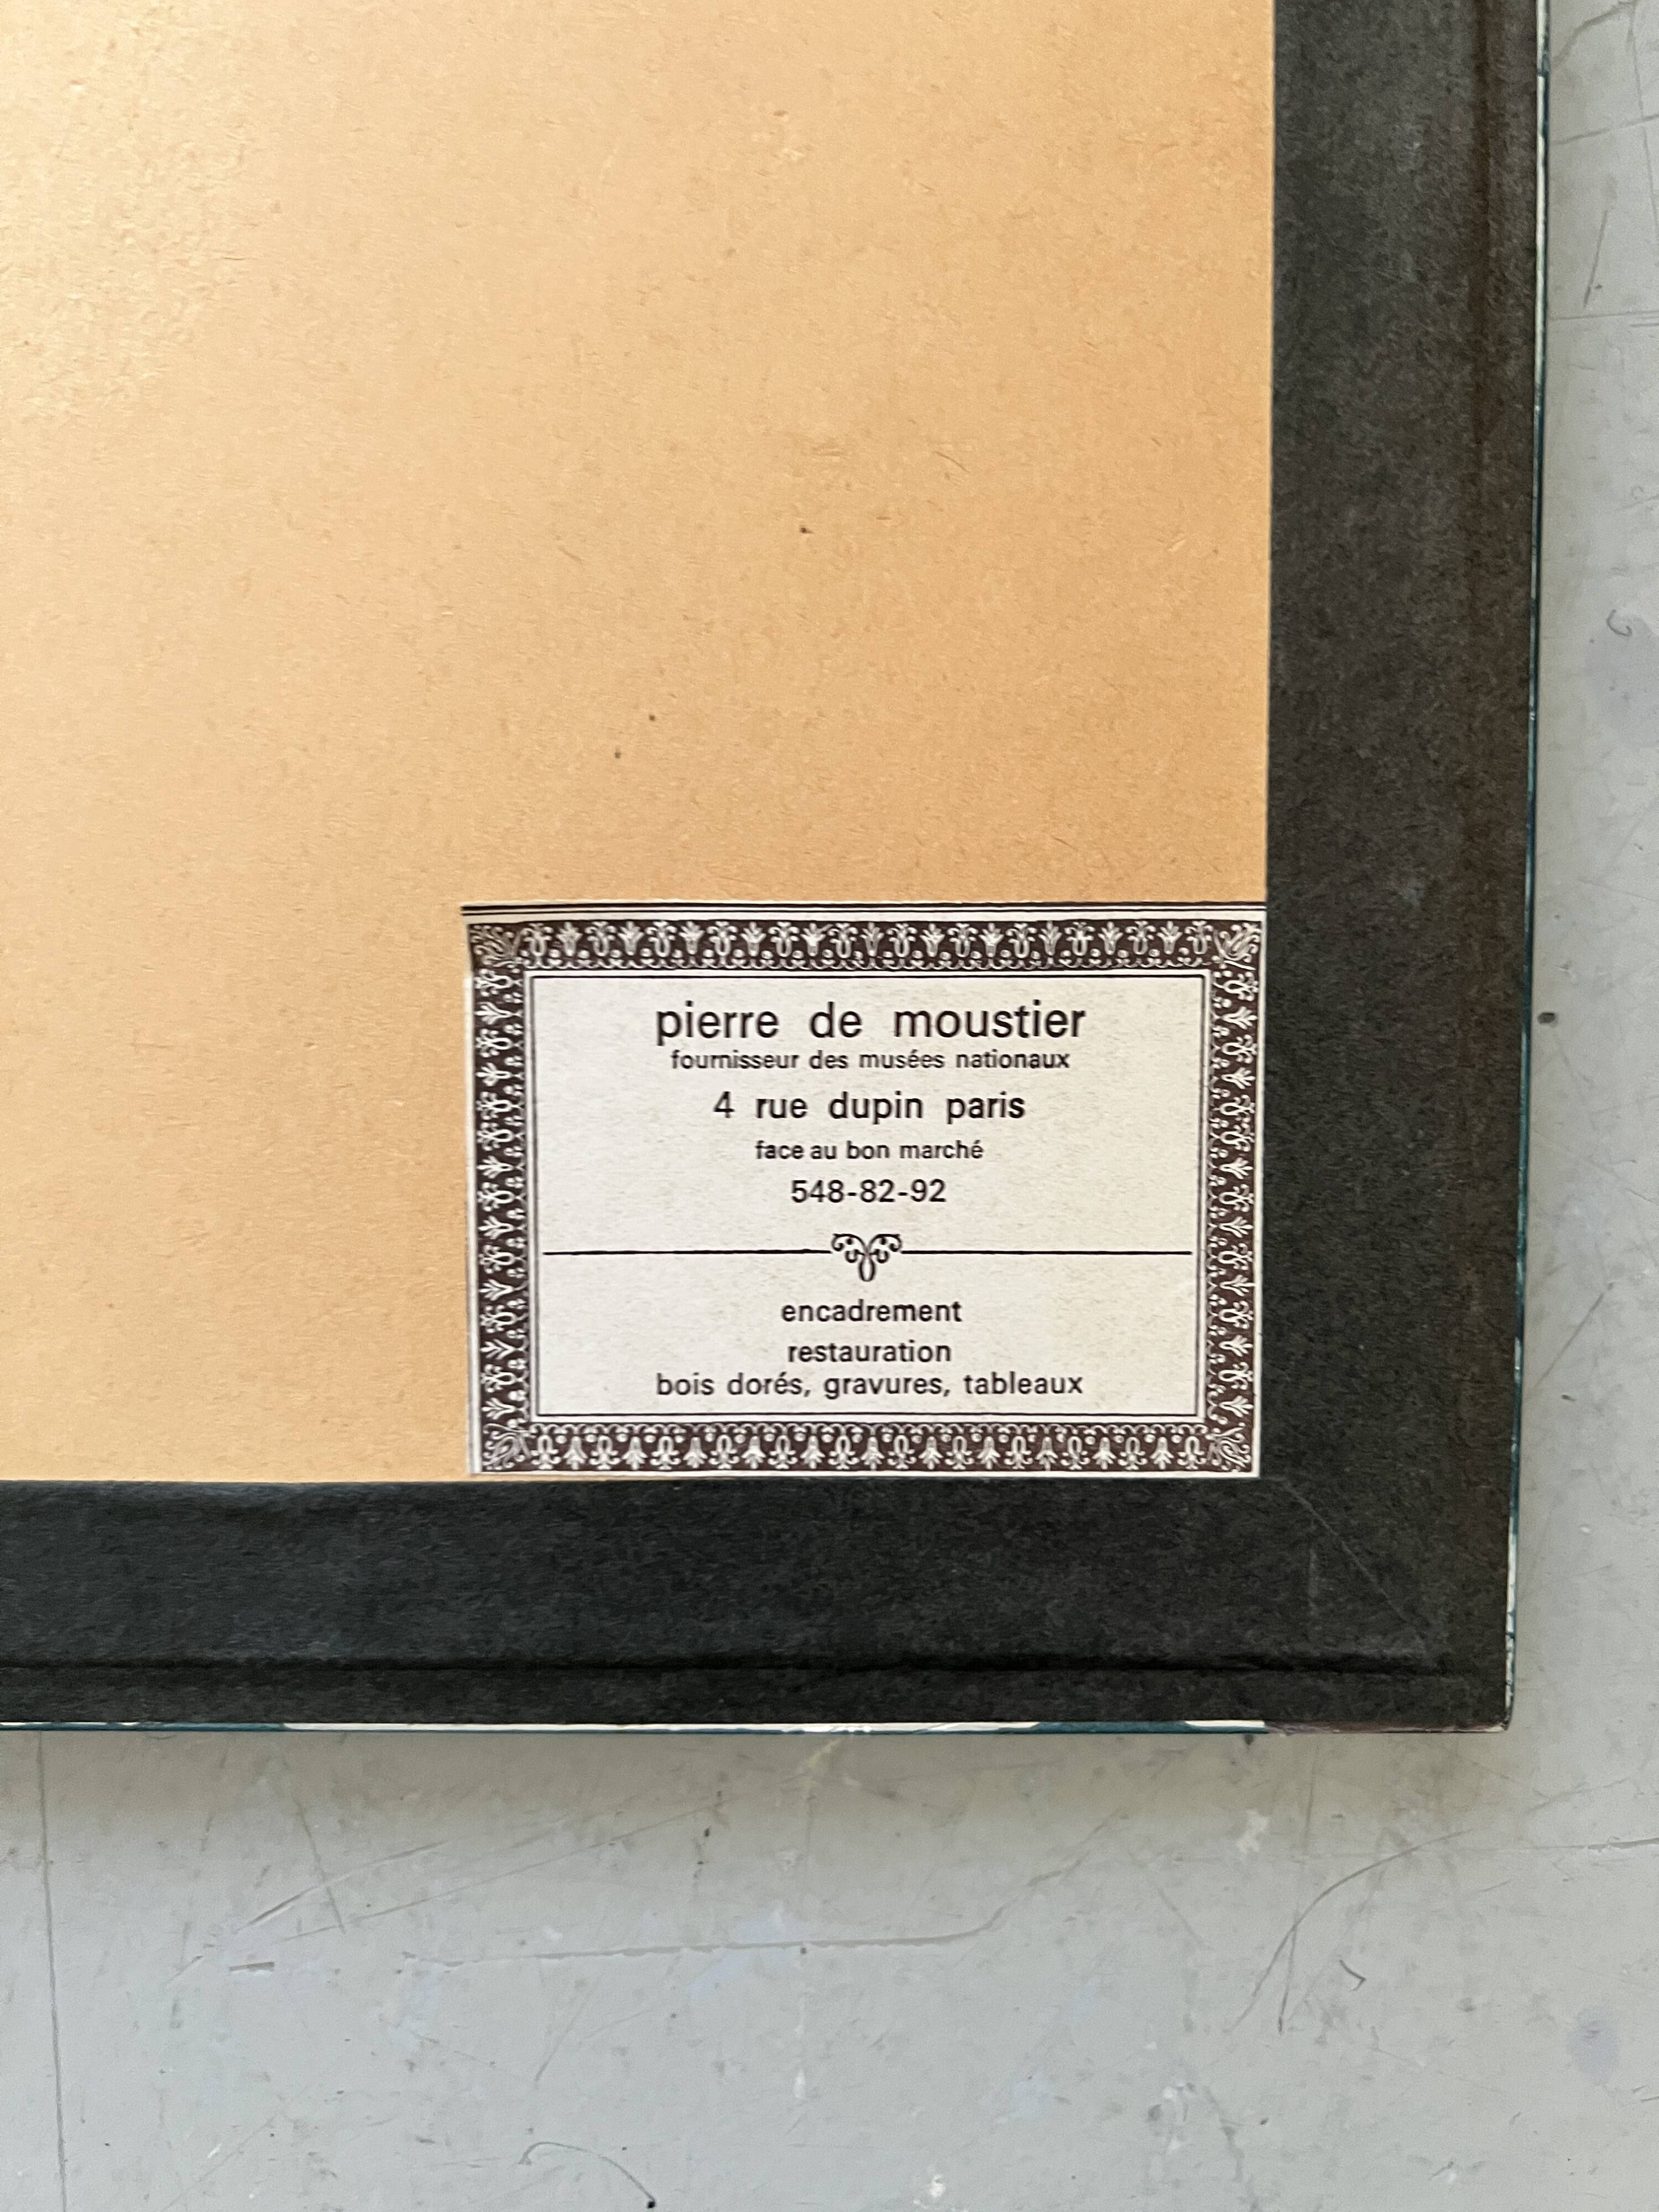 pierre de moustier
fournisseur des musées nationaux
4 rue dupin paris
face au bon marché
548-82-92
encadrement
restauration
bois dorés, gravures, tableaux